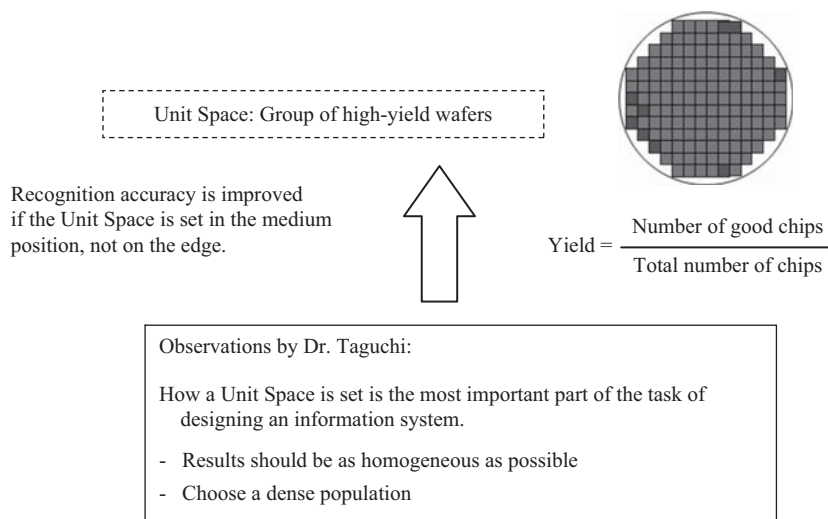 Unit Space: Group of high-yield wafers
Recognition accuracy is improved
if the Unit Space is set in the medium
position, not on the edge.
Yield = Number of good chips
Total number of chips
Observations by Dr. Taguchi:
How a Unit Space is set is the most important part of the task of
designing an information system.
- Results should be as homogeneous as possible
- Choose a dense population